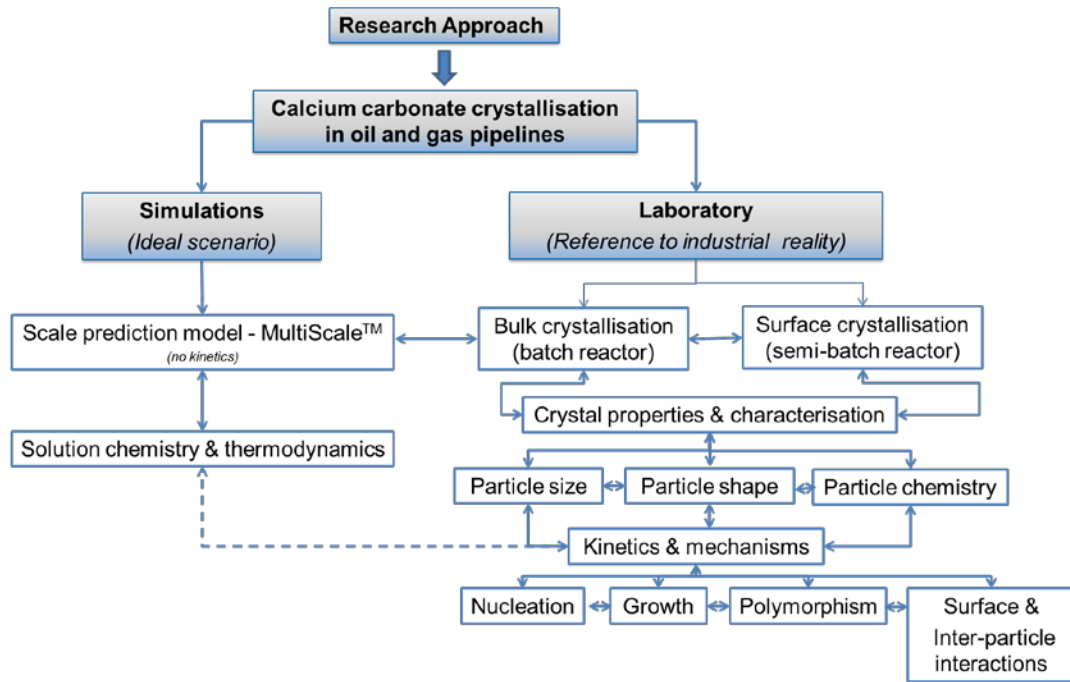 Research Approach
Calcium carbonate crystallisation
in oil and gas pipelines
Simulations
(Ideal scenario)
Laboratory
(Reference to industrial reality)
Scale prediction model - MultiScale™
(no kinetics)
Bulk crystallisation
(batch reactor)
Surface crystallisation
(semi-batch reactor)
Crystal properties & characterisation
Solution chemistry & thermodynamics
Particle size
Particle shape
Particle chemistry
Kinetics & mechanisms
Nucleation
Growth
Polymorphism
Surface &
Inter-particle
interactions